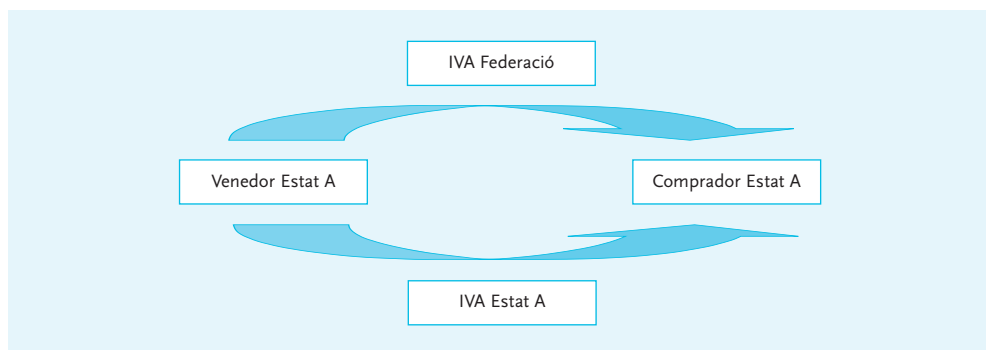 IVA Federació
Venedor Estat A
Comprador Estat A
IVA Estat A